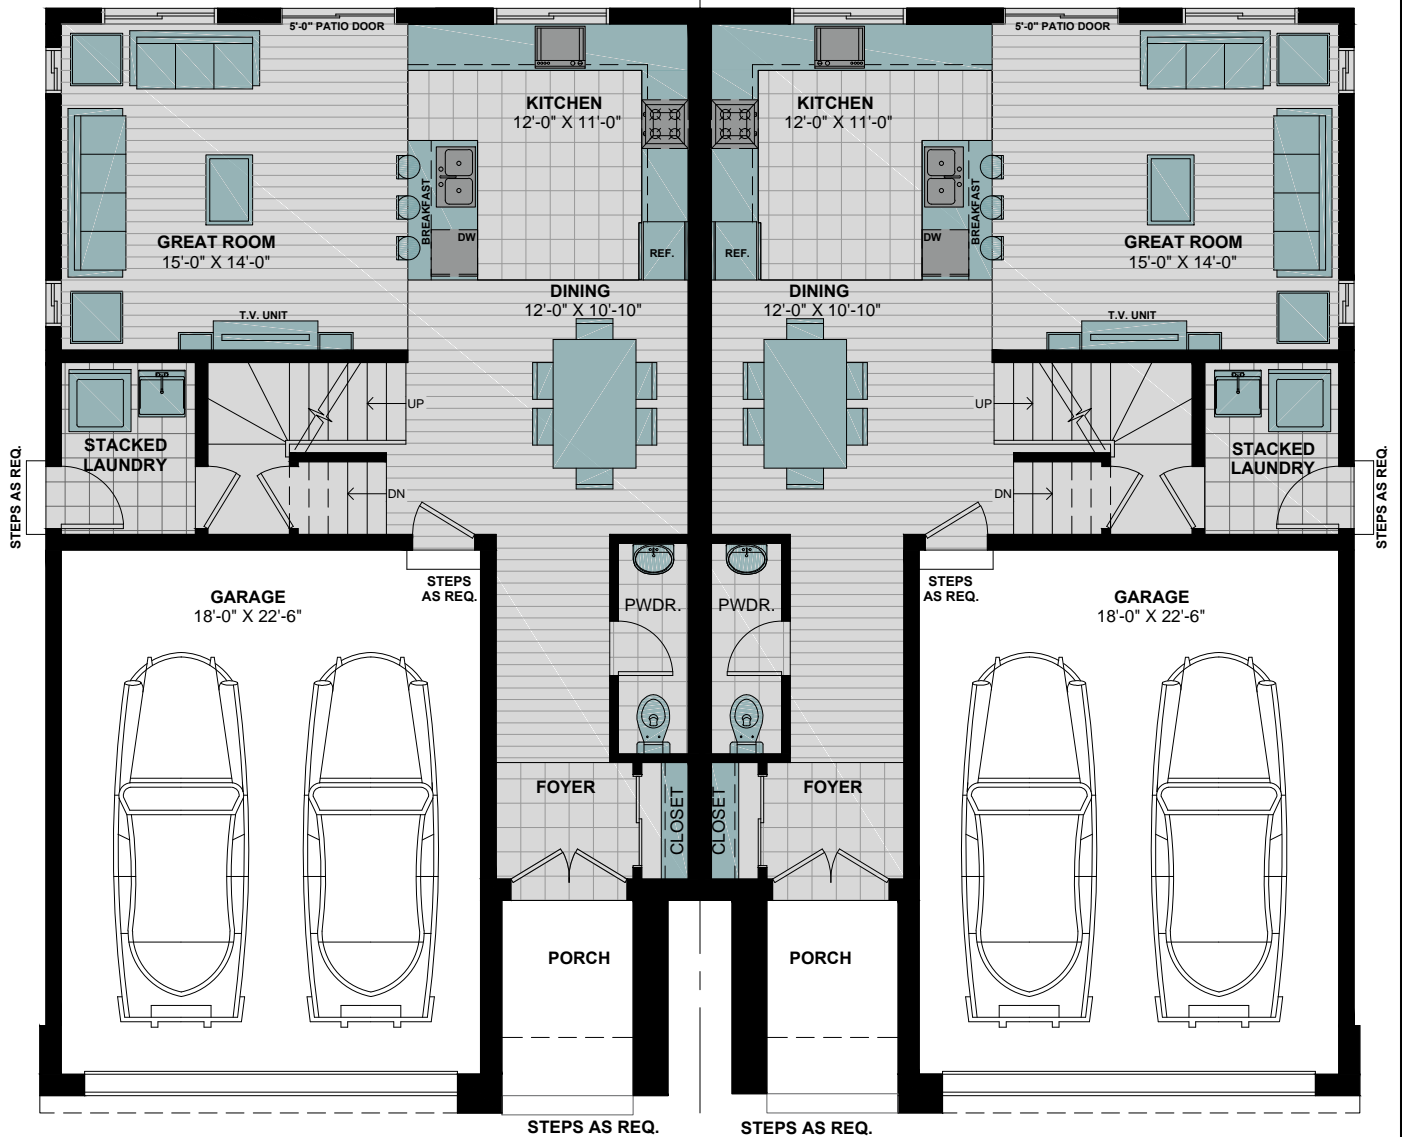 5'-0" PATIO DOOR
5'-0" PATIO DOOR
KITCHEN
12'-0" X 11'-0"
KITCHEN
12'-0" X 11'-0"
BREAKFAST
BREAKFAST
GREAT ROOM
15'-0" X 14'-0"
DW
REF.
REF.
DW
GREAT ROOM
15'-0" X 14'-0"
DINING
12'-0" X 10'-10"
DINING
12'-0" X 10'-10"
T.V. UNIT
T.V. UNIT
UP
UP
STACKED
LAUNDRY
STACKED
LAUNDRY
STEPS AS REQ.
STEPS AS REQ.
DN
DN
STEPS
AS REQ.
STEPS
AS REQ.
GARAGE
18'-0" X 22'-6"
PWDR.
PWDR.
GARAGE
18'-0" X 22'-6"
FOYER
FOYER
CLOSET
CLOSET
PORCH
PORCH
STEPS AS REQ.
STEPS AS REQ.